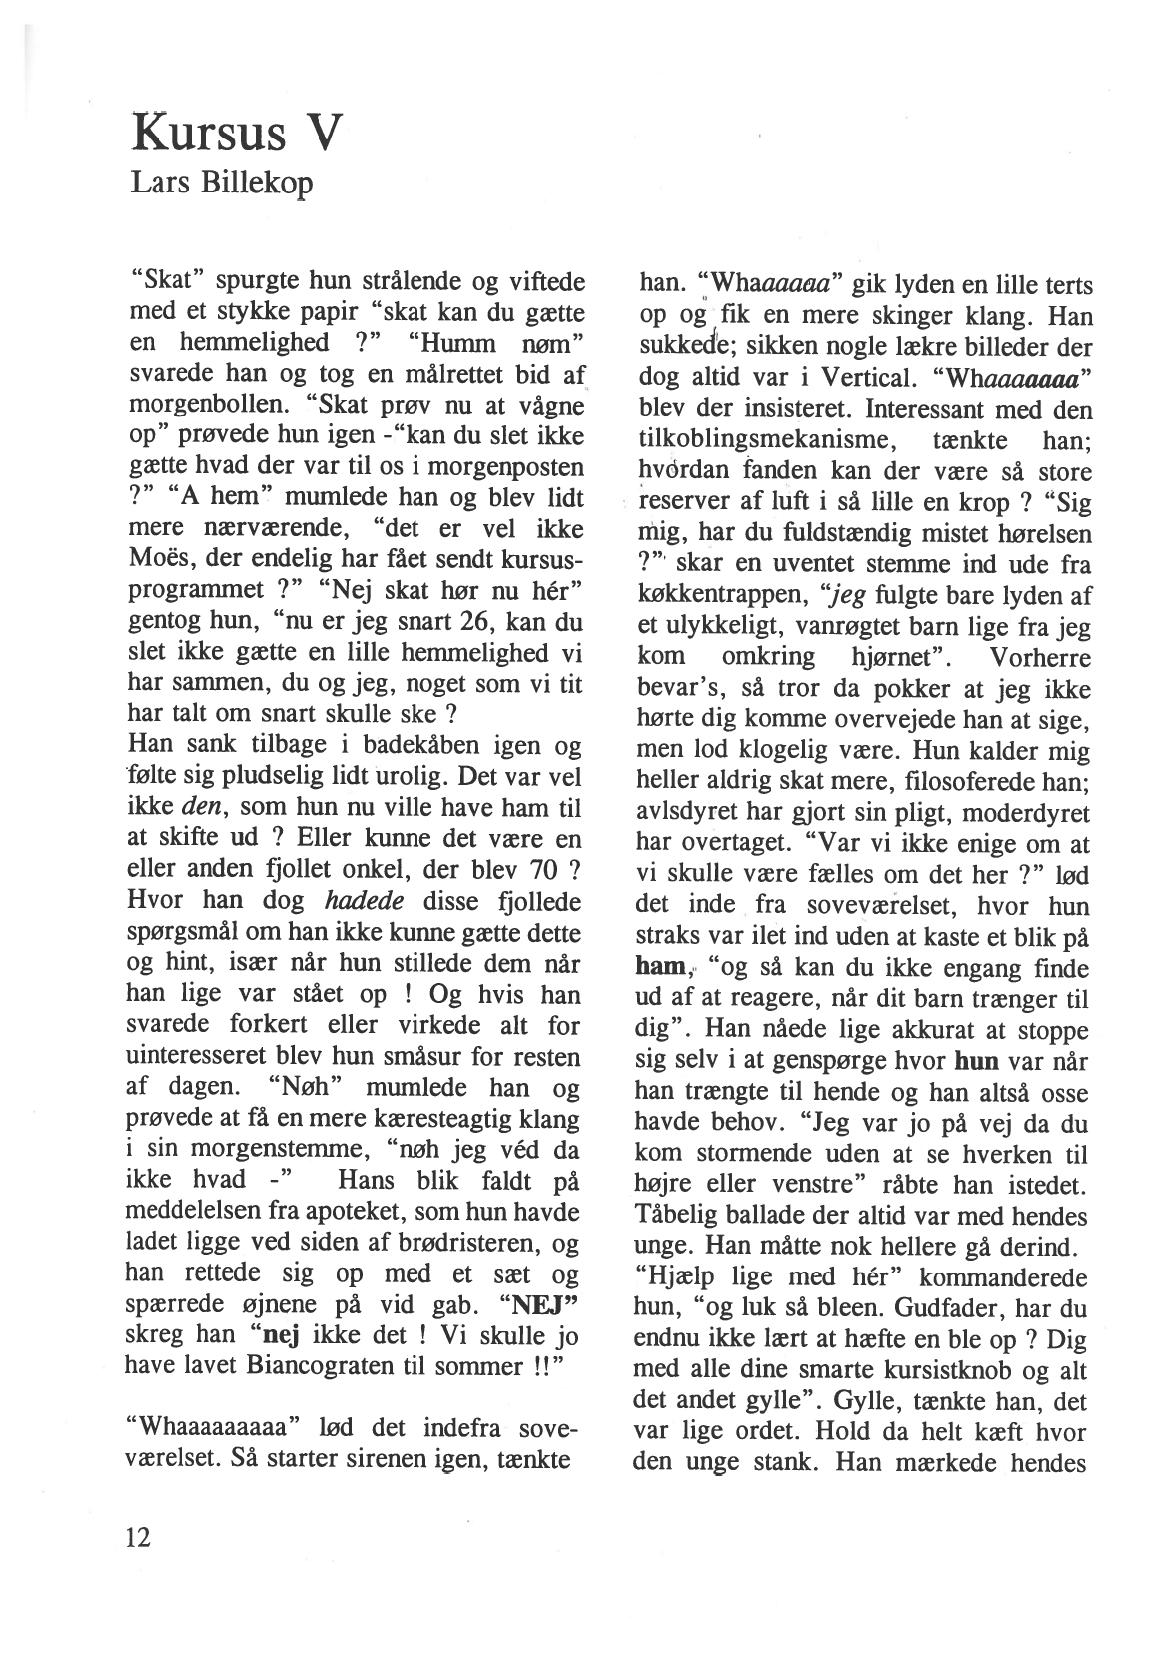 Kursus V
Lars Billekop
“Skat” spurgte hun strålende og viftede
med et stykke papir “skat kan du gætte
en hemmelighed ?” “Humm nøm”
svarede han og tog en målrettet bid af
morgenbollen. “Skat prøv nu at vågne
op” prøvede hun igen -“kan du slet ikke
gætte hvad der var til os i morgenposten
?” “A hem” mumlede han og blev lidt
mere nærværende, “det er vel ikke
Moës, der endelig har fået sendt kursus-
programmet ?” “Nej skat hør nu hér”
gentog hun, “nu er jeg snart 26, kan du
slet ikke gætte en lille hemmelighed vi
har sammen, du og jeg, noget som vi tit
har talt om snart skulle ske ?
Han sank tilbage i badekåben igen og
følte sig pludselig lidt urolig. Det var vel
ikke den, som hun nu ville have ham til
at skifte ud ? Eller kunne det være en
eller anden fjollet onkel, der blev 70 ?
Hvor han dog hadede disse fjollede
spørgsmål om han ikke kunne gætte dette
og hint, især når hun stillede dem når
han lige var stået op ! Og hvis han
svarede forkert eller virkede alt for
uinteresseret blev hun småsur for resten
af dagen. “Nøh” mumlede han og
prøvede at få en mere kæresteagtig klang
i sin morgenstemme, “nøh jeg véd da
ikke hvad -” Hans blik faldt på
meddelelsen fra apoteket, som hun havde
ladet ligge ved siden af brødristeren, og
han rettede sig op med et sæt og
spærrede øjnene på vid gab. “NEJ”
skreg han “nej ikke det ! Vi skulle jo
have lavet Biancograten til sommer !!”
“Whaaaaaaaaa” lød det indefra sove-
værelset. Så starter sirenen igen, tænkte
han. “Whaaaaaa” gik lyden en lille terts
op og fik en mere skinger klang. Han
sukkede; sikken nogle lækre billeder der
dog altid var i Vertical. “Whaaaaaaa”
blev der insisteret. Interessant med den
tilkoblingsmekanisme, tænkte han;
hvordan fanden kan der være så store
reserver af luft i så lille en krop ? “Sig
mig, har du fuldstændig mistet hørelsen
?” skar en uventet stemme ind ude fra
køkkentrappen, “jeg fulgte bare lyden af
et ulykkeligt, vanrøgtet barn lige fra jeg
kom omkring hjørnet”. Vorherre
bevar’s, så tror da pokker at jeg ikke
hørte dig komme overvejede han at sige,
men lod klogelig være. Hun kalder mig
heller aldrig skat mere, filosoferede han;
avlsdyret har gjort sin pligt, moderdyret
har overtaget. “Var vi ikke enige om at
vi skulle være fælles om det her ?” lød
det inde fra soveværelset, hvor hun
straks var ilet ind uden at kaste et blik på
ham, “og så kan du ikke engang finde
ud af at reagere, når dit barn trænger til
dig”. Han nåede lige akkurat at stoppe
sig selv i at genspørge hvor hun var når
han trængte til hende og han altså osse
havde behov. “Jeg var jo på vej da du
kom stormende uden at se hverken til
højre eller venstre” råbte han istedet.
Tåbelig ballade der altid var med hendes
unge. Han måtte nok hellere gå derind.
“Hjælp lige med hér” kommanderede
hun, “og luk så bleen. Gudfader, har du
endnu ikke lært at hæfte en ble op ? Dig
med alle dine smarte kursistknob og alt
det andet gylle”. Gylle, tænkte han, det
var lige ordet. Hold da helt kæft hvor
den unge stank. Han mærkede hendes
12